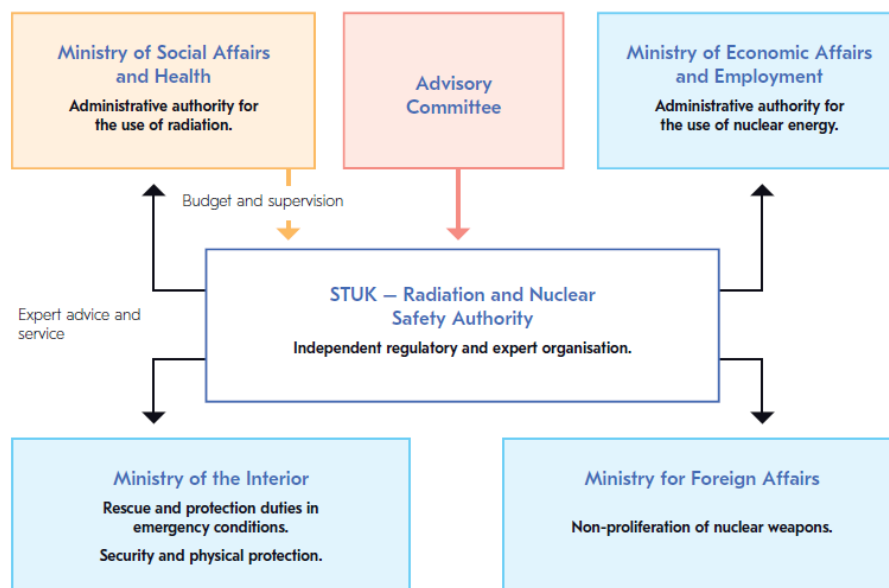 Ministry of Social Affairs
and Health
Administrative authority for
the use of radiation.
Advisory
Committee
Ministry of Economic Affairs
and Employment
Administrative authority for
the use of nuclear energy.
Budget and supervision
STUK – Radiation and Nuclear
Safety Authority
Independent regulatory and expert organisation.
Expert advice and
service
Ministry of the Interior
Rescue and protection duties in
emergency conditions.
Security and physical protection.
Ministry for Foreign Affairs
Non-proliferation of nuclear weapons.